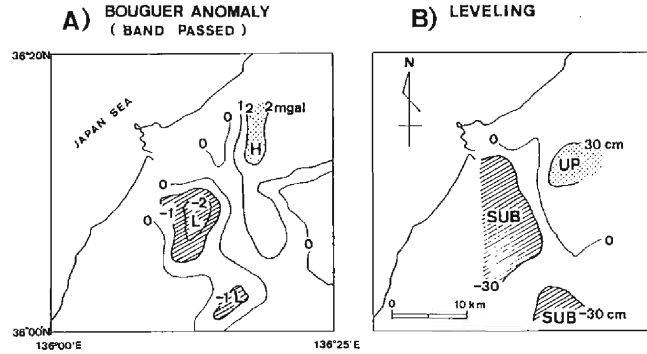 A) BOUGUER ANOMALY
( BAND PASSED )
B) LEVELING
36°20'N
JAPAN SEA
0
0
1
2
2 mgal
H
0
0
-1
-2
L
0
-1
L
36°00'N
136°00'E
136°25'E
N
0
30 cm
UP
SUB
0
-30
0 10 km
SUB -30 cm